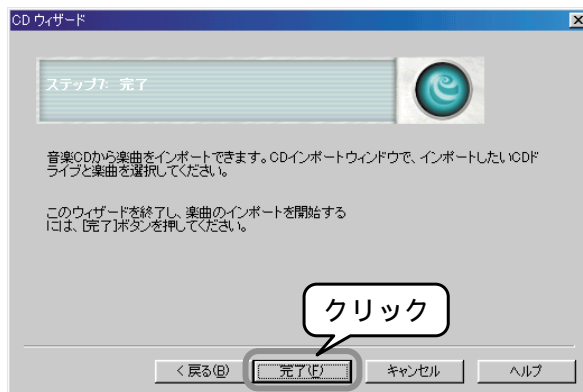 CD ウィザード
ステップ7: 完了
音楽CDから楽曲をインポートできます。CDインポートウィンドウで、インポートしたいCDド
ライブと楽曲を選択してください。
このウィザードを終了し、楽曲のインポートを開始する
には、[完了]ボタンを押してください。
クリック
< 戻る(B) 完了(F) キャンセル ヘルプ